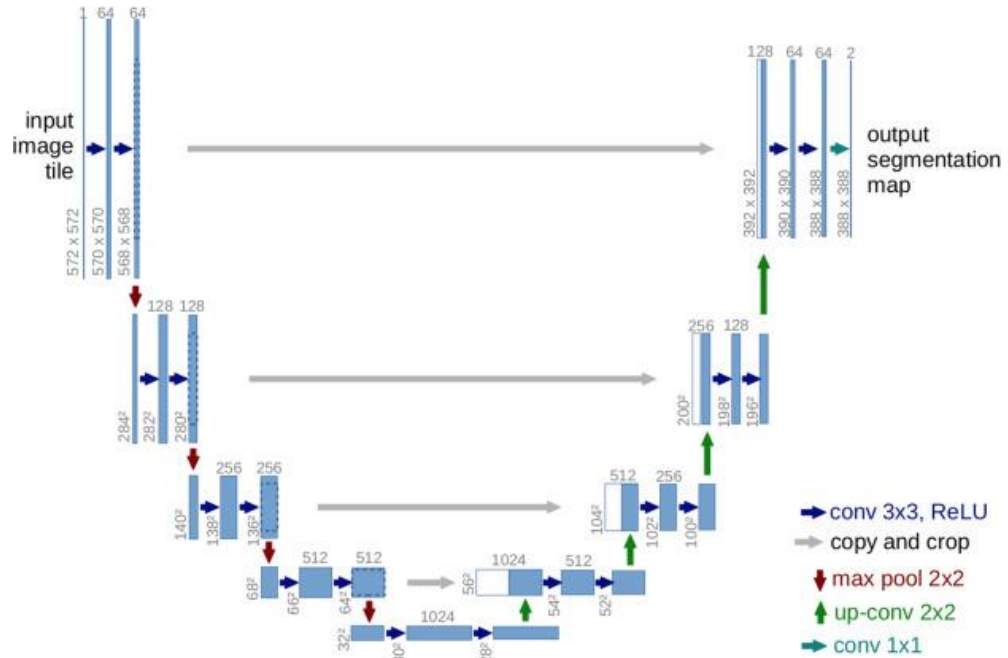 1 64 64
input
image
tile
572 x 572
570 x 570
568 x 568
128 64 64 2
output
segmentation
map
392 x 392
390 x 390
388 x 388
388 x 388
128 128
284²
282²
280²
256 128
200²
198²
196²
256 256
140²
138²
136²
512 256
104²
102²
100²
512 512
68²
66²
64²
1024 512
56²
54²
52²
1024
32²
conv 3x3, ReLU
copy and crop
max pool 2x2
up-conv 2x2
conv 1x1